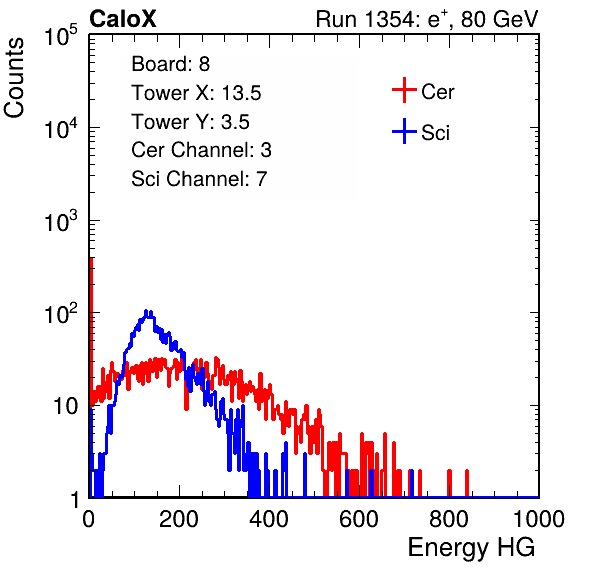 CaloX Run 1354: e⁺, 80 GeV
Counts
10⁵
10⁴
10³
10²
10
1
Board: 8
Tower X: 13.5
Tower Y: 3.5
Cer Channel: 3
Sci Channel: 7
Cer
Sci
0 200 400 600 800 1000
Energy HG